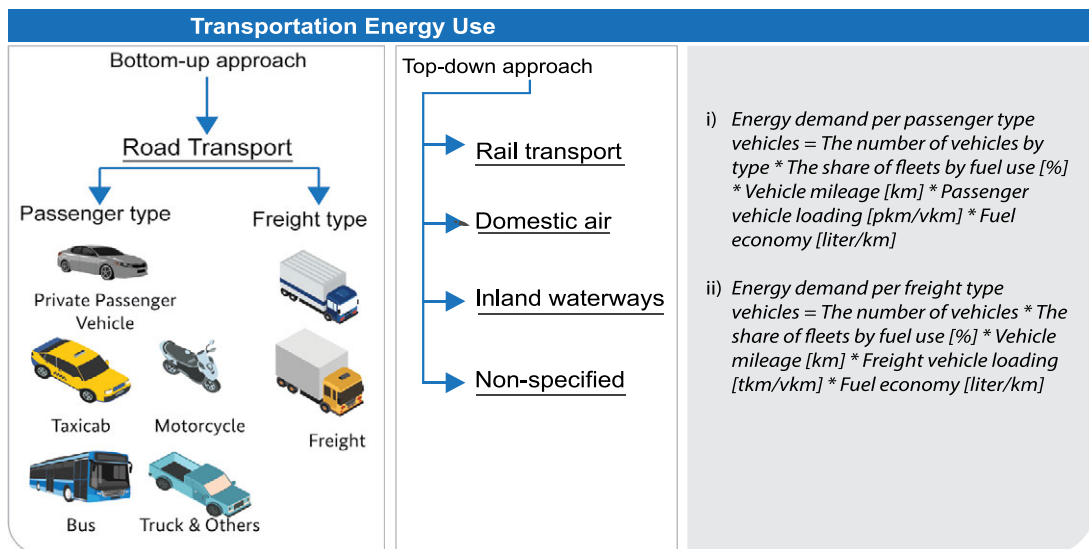 Transportation Energy Use
Bottom-up approach
Road Transport
Passenger type
Freight type
Private Passenger
Vehicle
Taxicab
Motorcycle
Freight
Bus
Truck & Others
Top-down approach
Rail transport
Domestic air
Inland waterways
Non-specified
i) Energy demand per passenger type
vehicles = The number of vehicles by
type * The share of fleets by fuel use [%]
* Vehicle mileage [km] * Passenger
vehicle loading [pkm/vkm] * Fuel
economy [liter/km]
ii) Energy demand per freight type
vehicles = The number of vehicles * The
share of fleets by fuel use [%] * Vehicle
mileage [km] * Freight vehicle loading
[tkm/vkm] * Fuel economy [liter/km]